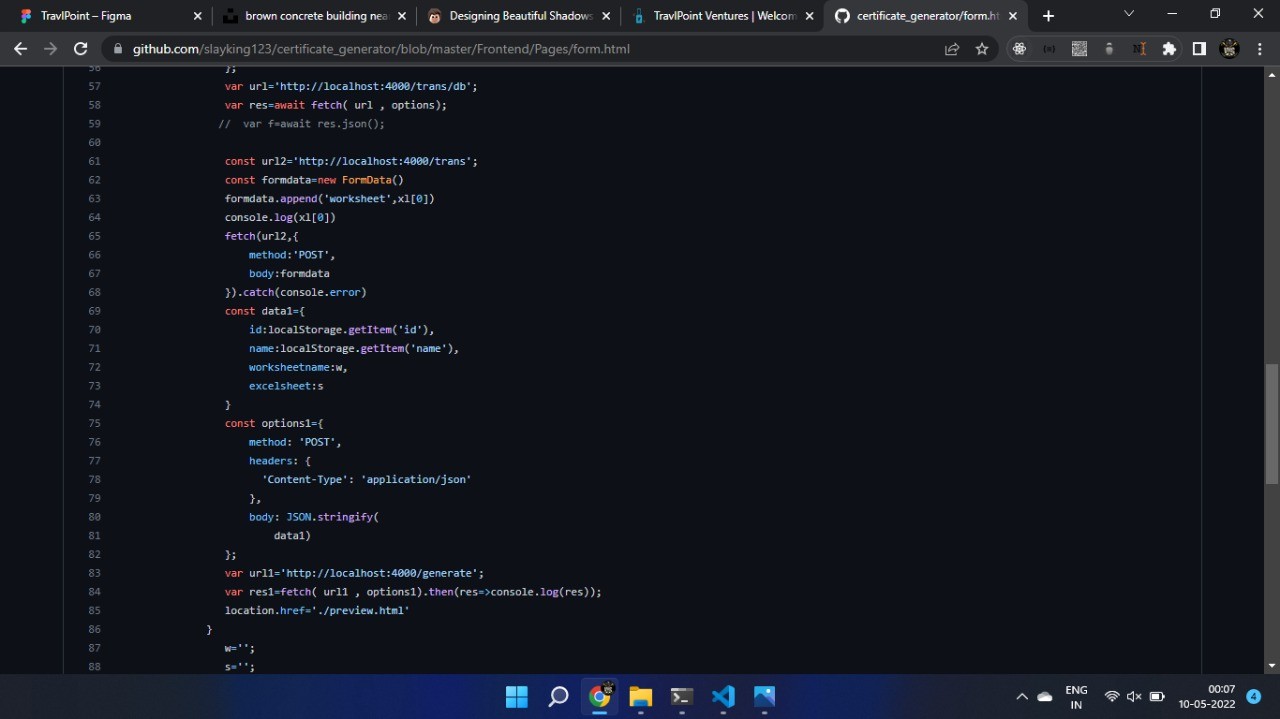 TravlPoint – Figma
brown concrete building nea
Designing Beautiful Shadows
TravlPoint Ventures | Welcom
certificate_generator/form.ht
github.com/slayking123/certificate_generator/blob/master/Frontend/Pages/form.html
56 };
57 var url='http://localhost:4000/trans/db';
58 var res=await fetch( url , options);
59 //  var f=await res.json();
60
61 const url2='http://localhost:4000/trans';
62 const formdata=new FormData()
63 formdata.append('worksheet',xl[0])
64 console.log(xl[0])
65 fetch(url2,{
66 method:'POST',
67 body:formdata
68 }).catch(console.error)
69 const data1={
70 id:localStorage.getItem('id'),
71 name:localStorage.getItem('name'),
72 worksheetname:w,
73 excelsheet:s
74 }
75 const options1={
76 method: 'POST',
77 headers: {
78 'Content-Type': 'application/json'
79 },
80 body: JSON.stringify(
81 data1)
82 };
83 var url1='http://localhost:4000/generate';
84 var res1=fetch( url1 , options1).then(res=>console.log(res));
85 location.href='./preview.html'
86 }
87 w='';
88 s='';
ENG
IN
00:07
10-05-2022
4